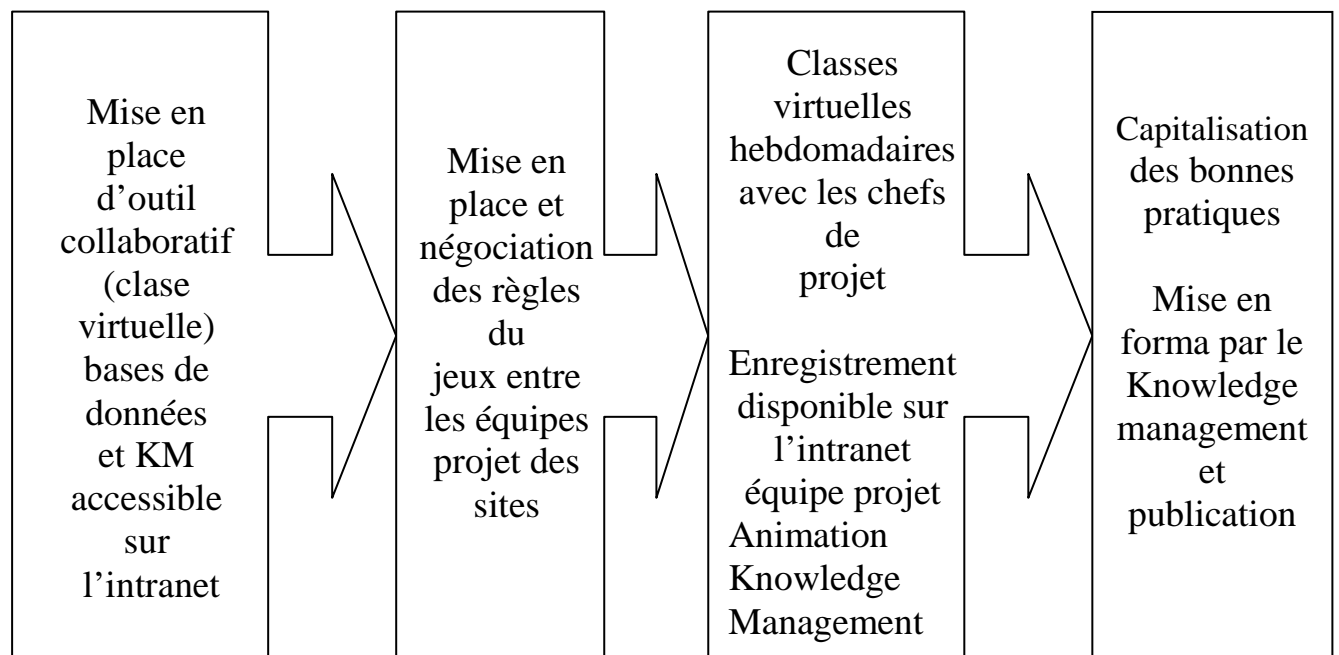 Mise en
place
d’outil
collaboratif
(clase
virtuelle)
bases de
données
et KM
accessible
sur
l’intranet
Mise en
place et
négociation
des règles
du
jeux entre
les équipes
projet des
sites
Classes
virtuelles
hebdomadaires
avec les chefs
de
projet
Enregistrement
disponible sur
l’intranet
équipe projet
Animation
Knowledge
Management
Capitalisation
des bonnes
pratiques
Mise en
forma par le
Knowledge
management
et
publication